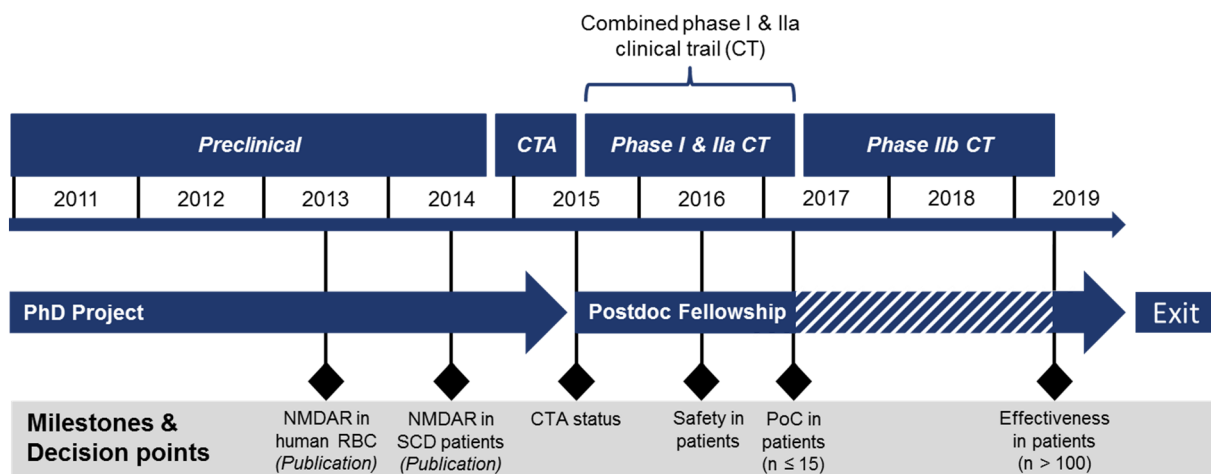 Combined phase I & IIa
clinical trail (CT)
Preclinical
CTA
Phase I & IIa CT
Phase IIb CT
2011
2012
2013
2014
2015
2016
2017
2018
2019
PhD Project
Postdoc Fellowship
Exit
Milestones &
Decision points
NMDAR in
human RBC
(Publication)
NMDAR in
SCD patients
(Publication)
CTA status
Safety in
patients
PoC in
patients
(n ≤ 15)
Effectiveness
in patients
(n > 100)